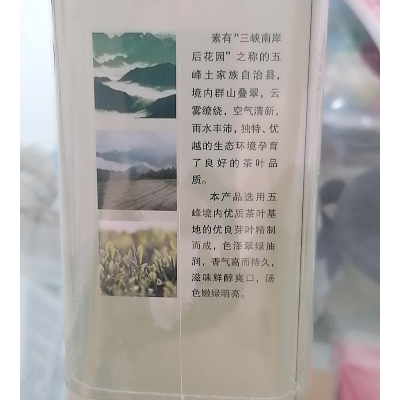 素有“三峡南岸
后花园”之称的五
峰土家族自治县，
境内群山叠翠，云
雾缭绕，空气清新，
雨水丰沛，独特、优
越的生态环境孕育
了良好的茶叶品
质。
本产品选用五
峰境内优质茶叶基
地的优良芽叶精制
而成，色泽翠绿油
润，香气高而持久，
滋味鲜醇爽口，汤
色嫩绿明亮。